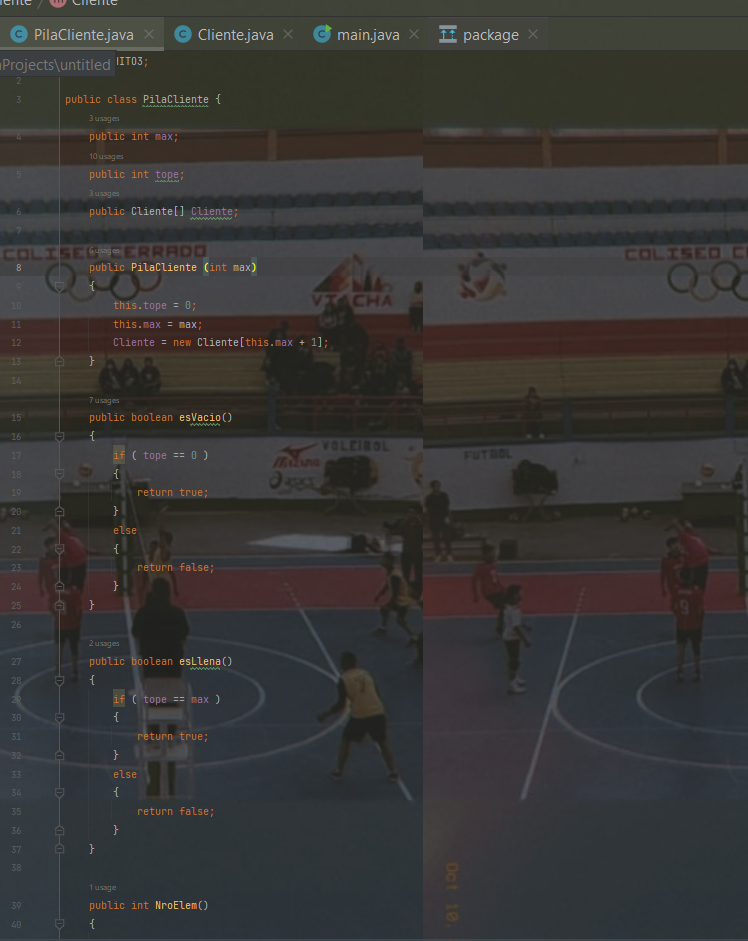 Cliente
PilaCliente.java
Cliente.java
main.java
package
Projects\untitled
HITO3;
2
3 public class PilaCliente {
3 usages
4 public int max;
10 usages
5 public int tope;
3 usages
6 public Cliente[] Cliente;
7
6 usages
8 public PilaCliente (int max)
9 {
10 this.tope = 0;
11 this.max = max;
12 Cliente = new Cliente[this.max + 1];
13 }
14
7 usages
15 public boolean esVacio()
16 {
17 if ( tope == 0 )
18 {
19 return true;
20 }
21 else
22 {
23 return false;
24 }
25 }
26
2 usages
27 public boolean esLlena()
28 {
29 if ( tope == max )
30 {
31 return true;
32 }
33 else
34 {
35 return false;
36 }
37 }
38
1 usage
39 public int NroElem()
40 {
COLISEO CERRADO
VIACHA
VOLEIBOL
MIZUNO
ASICS
COLISEO C
FUTBOL
9
Oct 10,